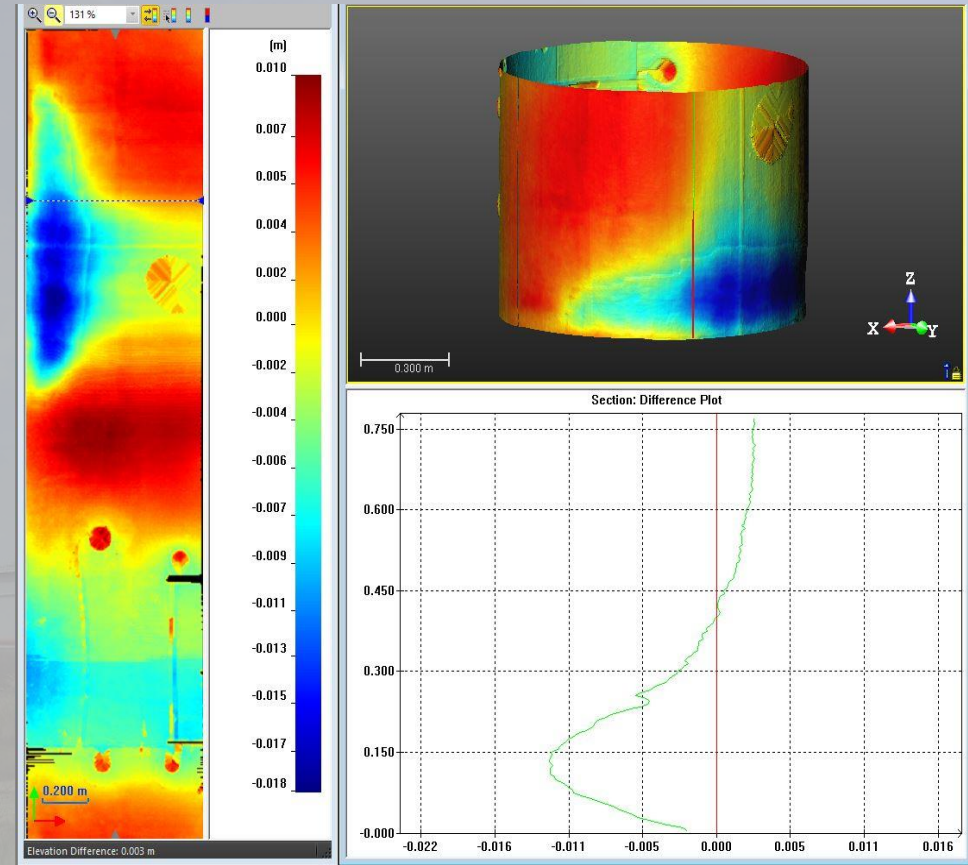 131 %
(m)
0.010
0.007
0.005
0.004
0.002
0.000
-0.002
-0.004
-0.006
-0.007
-0.009
-0.011
-0.013
-0.015
-0.017
-0.018
0.200 m
Elevation Difference: 0.003 m
Z
X
Y
0.300 m
Section: Difference Plot
0.750
0.600
0.450
0.300
0.150
-0.000
-0.022 -0.016 -0.011 -0.005 0.000 0.005 0.011 0.016